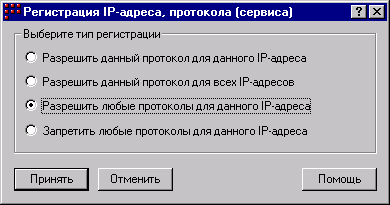 Регистрация IP-адреса, протокола (сервиса)
Выберите тип регистрации
Разрешить данный протокол для данного IP-адреса
Разрешить данный протокол для всех IP-адресов
Разрешить любые протоколы для данного IP-адреса
Запретить любые протоколы для данного IP-адреса
Принять Отменить Помощь